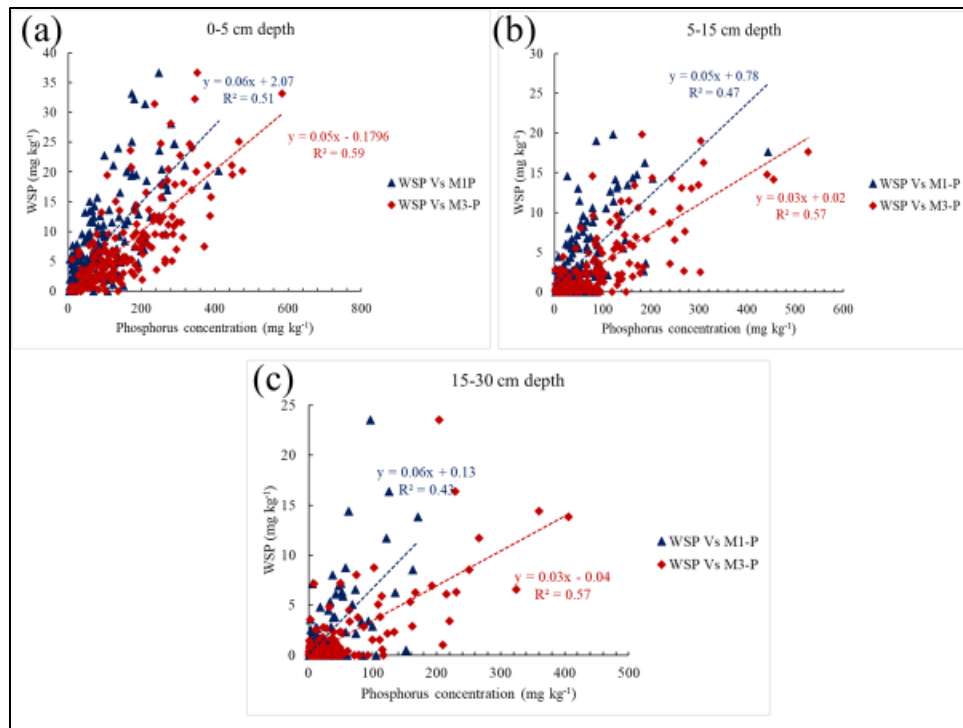 (a)
0-5 cm depth
WSP (mg kg⁻¹)
40
35
30
25
20
15
10
5
0
y = 0.06x + 2.07
R² = 0.51
y = 0.05x - 0.1796
R² = 0.59
WSP Vs M1P
WSP Vs M3-P
0 200 400 600 800
Phosphorus concentration (mg kg⁻¹)
(b)
5-15 cm depth
WSP (mg kg⁻¹)
30
25
20
15
10
5
0
y = 0.05x + 0.78
R² = 0.47
y = 0.03x + 0.02
R² = 0.57
WSP Vs M1-P
WSP Vs M3-P
0 100 200 300 400 500 600
Phosphorus concentration (mg kg⁻¹)
(c)
15-30 cm depth
WSP (mg kg⁻¹)
25
20
15
10
5
0
y = 0.06x + 0.13
R² = 0.43
y = 0.03x - 0.04
R² = 0.57
WSP Vs M1-P
WSP Vs M3-P
0 100 200 300 400 500
Phosphorus concentration (mg kg⁻¹)